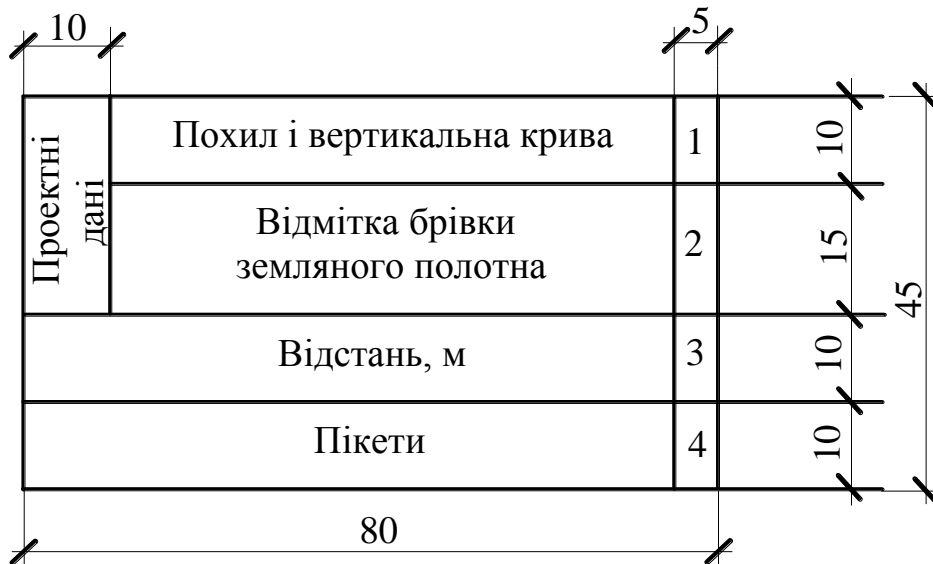 10
5
Проектні
дані
Похил і вертикальна крива
1
10
Відмітка брівки
земляного полотна
2
15
45
Відстань, м
3
10
Пікети
4
10
80